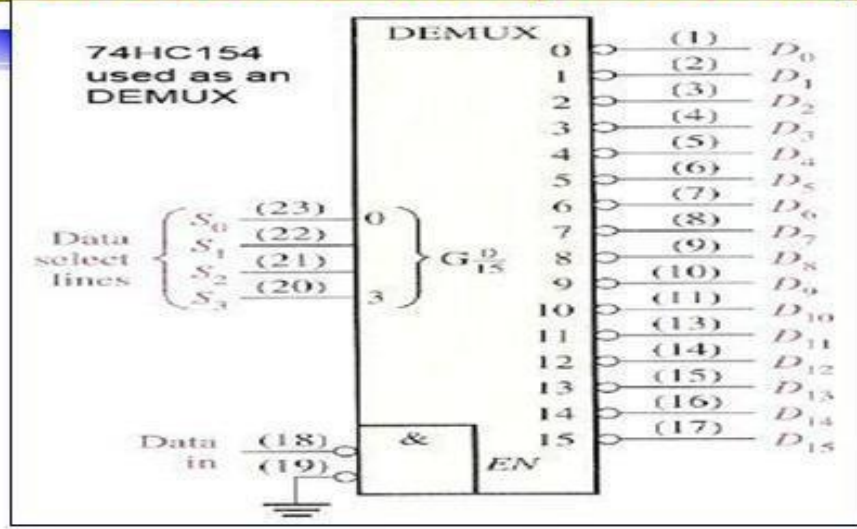 74HC154
used as an
DEMUX
DEMUX
0 (1) D₀
1 (2) D₁
2 (3) D₂
3 (4) D₃
4 (5) D₄
5 (6) D₅
6 (7) D₆
7 (8) D₇
8 (9) D₈
9 (10) D₉
10 (11) D₁₀
11 (13) D₁₁
12 (14) D₁₂
13 (15) D₁₃
14 (16) D₁₄
15 (17) D₁₅
Data
select
lines
S₀ (23) 0
S₁ (22)
S₂ (21)
S₃ (20) 3
G 0/15
Data
in
(18)
(19)
&
EN